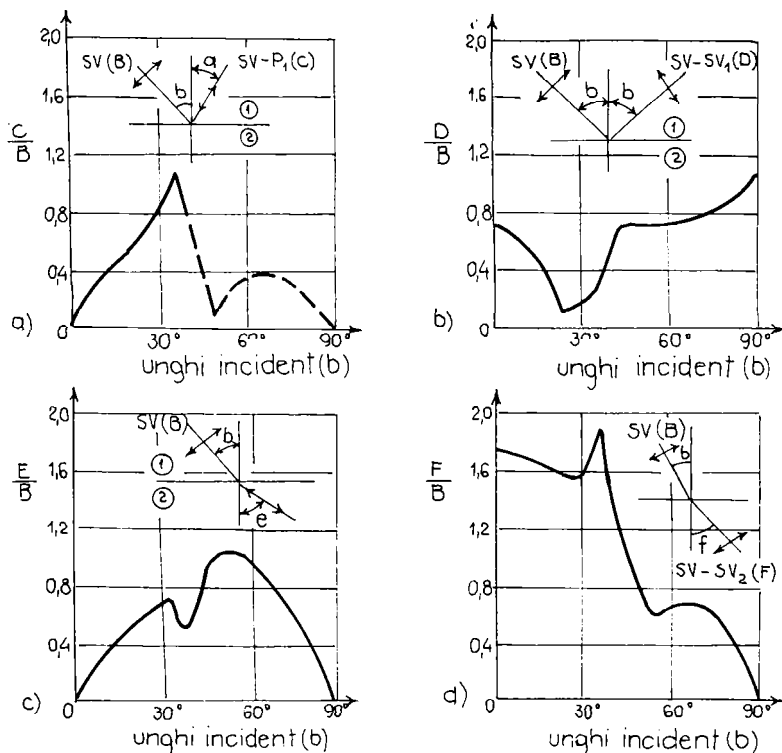 2,0
1,6
1,2
0,8
0,4
0
C
B
SV(B)
b
a
SV-P₁(C)
①
②
30°
60°
90°
a)
unghi incident (b)
2,0
1,6
1,2
0,8
0,4
0
D
B
SV(B)
b
b
SV-SV₁(D)
①
②
30°
60°
90°
b)
unghi incident (b)
2,0
1,6
1,2
0,8
0,4
0
E
B
SV(B)
b
①
②
e
30°
60°
90°
c)
unghi incident (b)
2,0
1,6
1,2
0,8
0,4
0
F
B
SV(B)
b
f
SV-SV₂(F)
30°
60°
90°
d)
unghi incident (b)